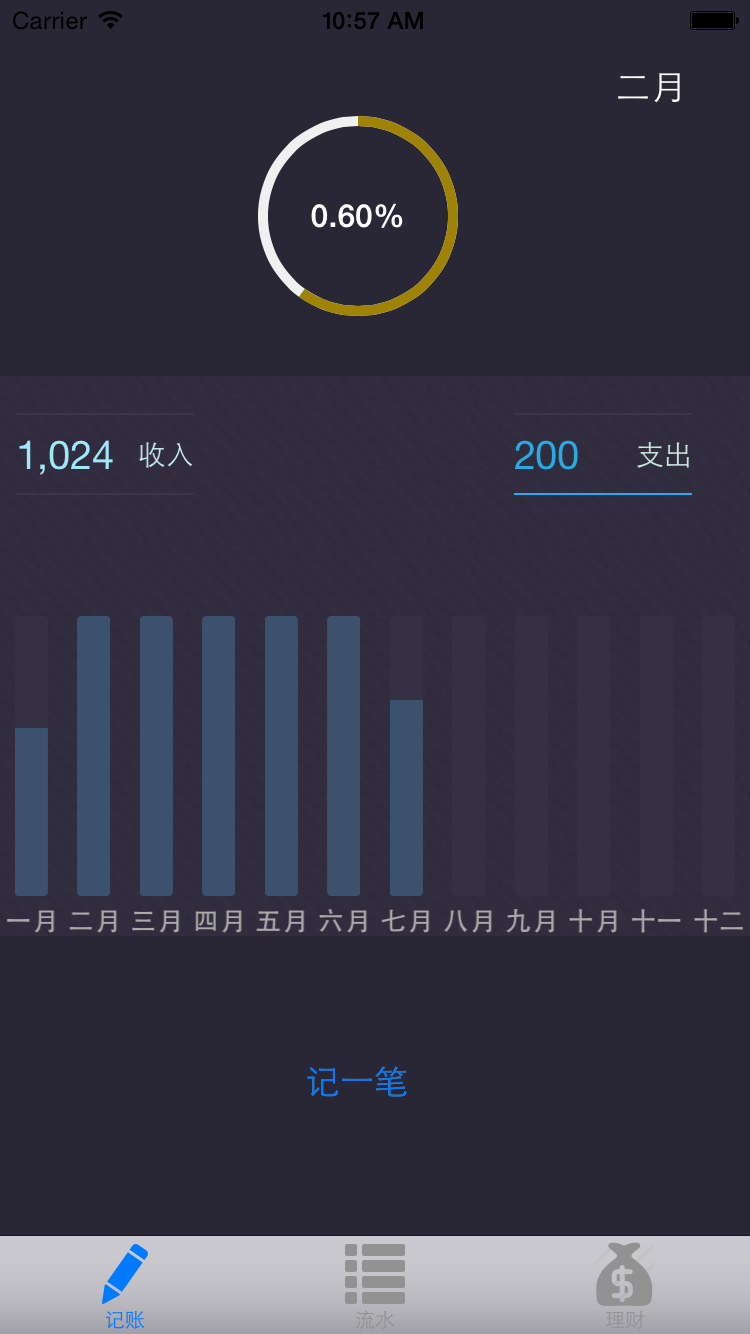 Carrier 10:57 AM
二月
0.60%
1,024 收入 200 支出
一月 二月 三月 四月 五月 六月 七月 八月 九月 十月 十一 十二
记一笔
记账 流水 理财